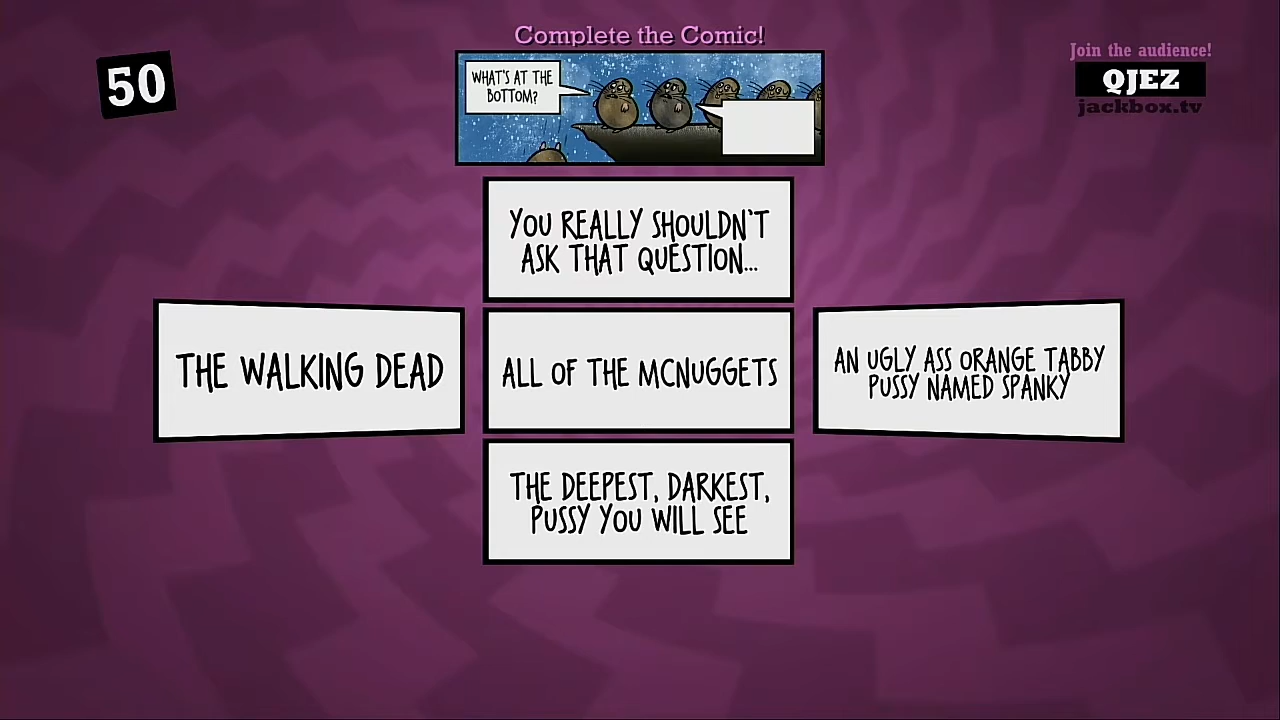 Complete the Comic!
50
WHAT'S AT THE
BOTTOM?
Join the audience!
QJEZ
jackbox.tv
YOU REALLY SHOULDN'T
ASK THAT QUESTION...
THE WALKING DEAD
ALL OF THE MCNUGGETS
AN UGLY ASS ORANGE TABBY
PUSSY NAMED SPANKY
THE DEEPEST, DARKEST,
PUSSY YOU WILL SEE